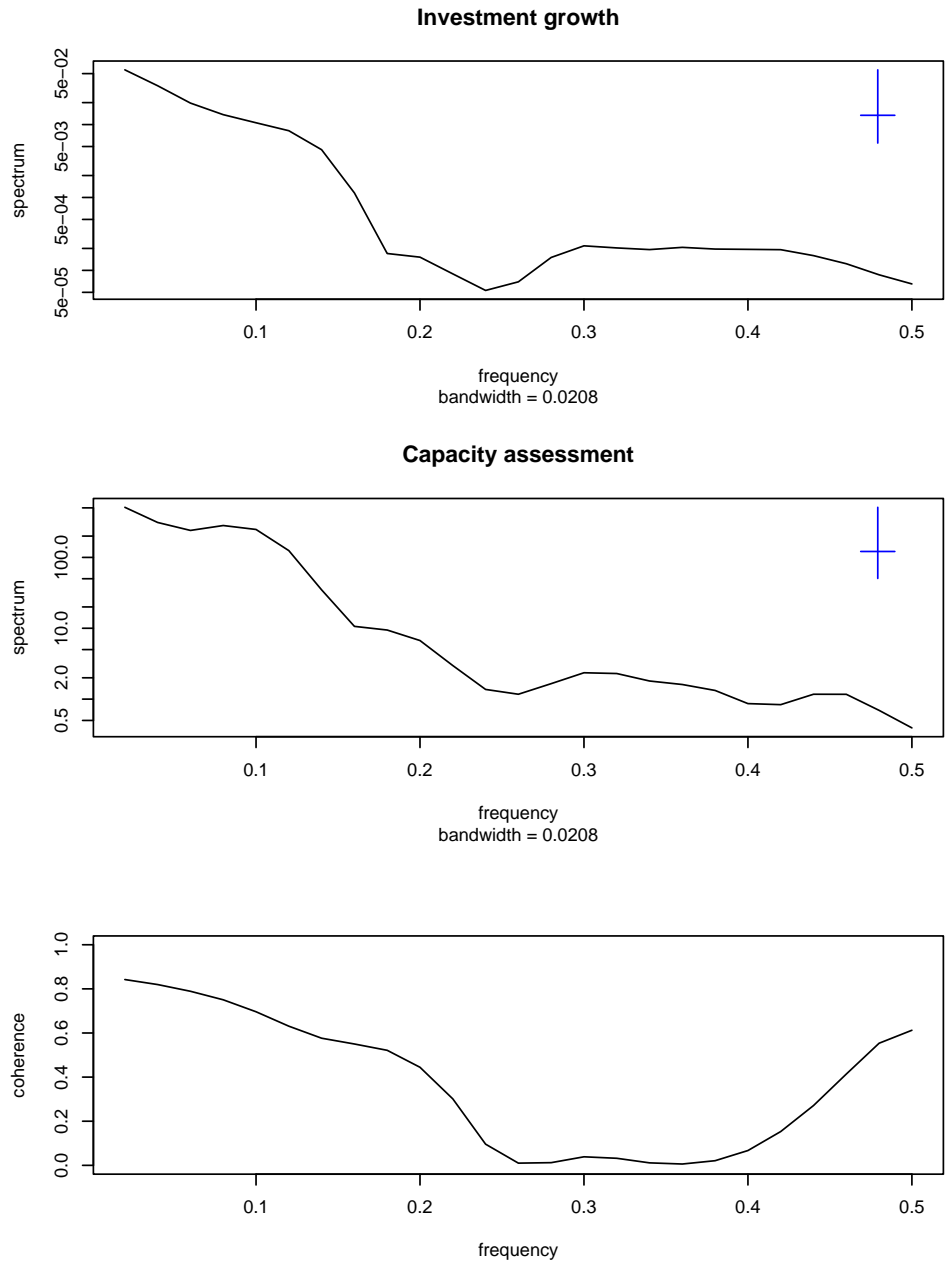 Investment growth
spectrum
5e−02
5e−03
5e−04
5e−05
0.1 0.2 0.3 0.4 0.5
frequency
bandwidth = 0.0208
Capacity assessment
spectrum
100.0
10.0
2.0
0.5
0.1 0.2 0.3 0.4 0.5
frequency
bandwidth = 0.0208
coherence
1.0
0.8
0.6
0.4
0.2
0.0
0.1 0.2 0.3 0.4 0.5
frequency